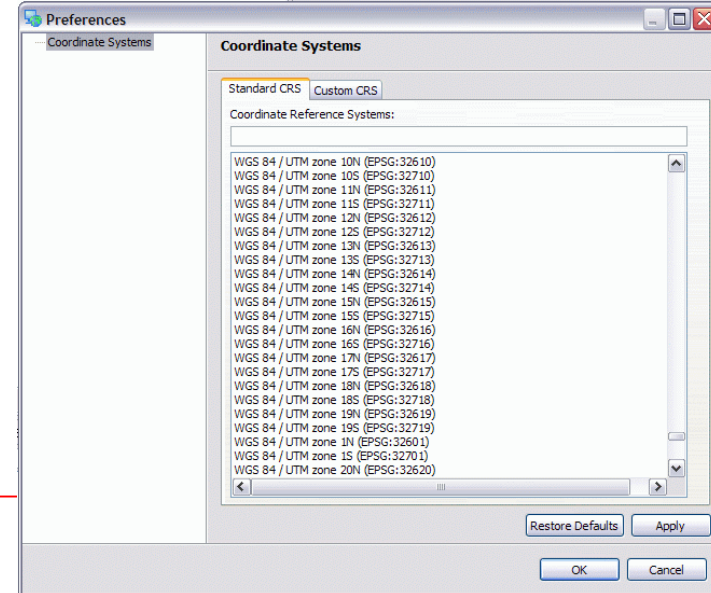 Preferences
Coordinate Systems
Coordinate Systems
Standard CRS
Custom CRS
Coordinate Reference Systems:
WGS 84 / UTM zone 10N (EPSG:32610)
WGS 84 / UTM zone 10S (EPSG:32710)
WGS 84 / UTM zone 11N (EPSG:32611)
WGS 84 / UTM zone 11S (EPSG:32711)
WGS 84 / UTM zone 12N (EPSG:32612)
WGS 84 / UTM zone 12S (EPSG:32712)
WGS 84 / UTM zone 13N (EPSG:32613)
WGS 84 / UTM zone 13S (EPSG:32713)
WGS 84 / UTM zone 14N (EPSG:32614)
WGS 84 / UTM zone 14S (EPSG:32714)
WGS 84 / UTM zone 15N (EPSG:32615)
WGS 84 / UTM zone 15S (EPSG:32715)
WGS 84 / UTM zone 16N (EPSG:32616)
WGS 84 / UTM zone 16S (EPSG:32716)
WGS 84 / UTM zone 17N (EPSG:32617)
WGS 84 / UTM zone 17S (EPSG:32717)
WGS 84 / UTM zone 18N (EPSG:32618)
WGS 84 / UTM zone 18S (EPSG:32718)
WGS 84 / UTM zone 19N (EPSG:32619)
WGS 84 / UTM zone 19S (EPSG:32719)
WGS 84 / UTM zone 1N (EPSG:32601)
WGS 84 / UTM zone 1S (EPSG:32701)
WGS 84 / UTM zone 20N (EPSG:32620)
Restore Defaults
Apply
OK
Cancel